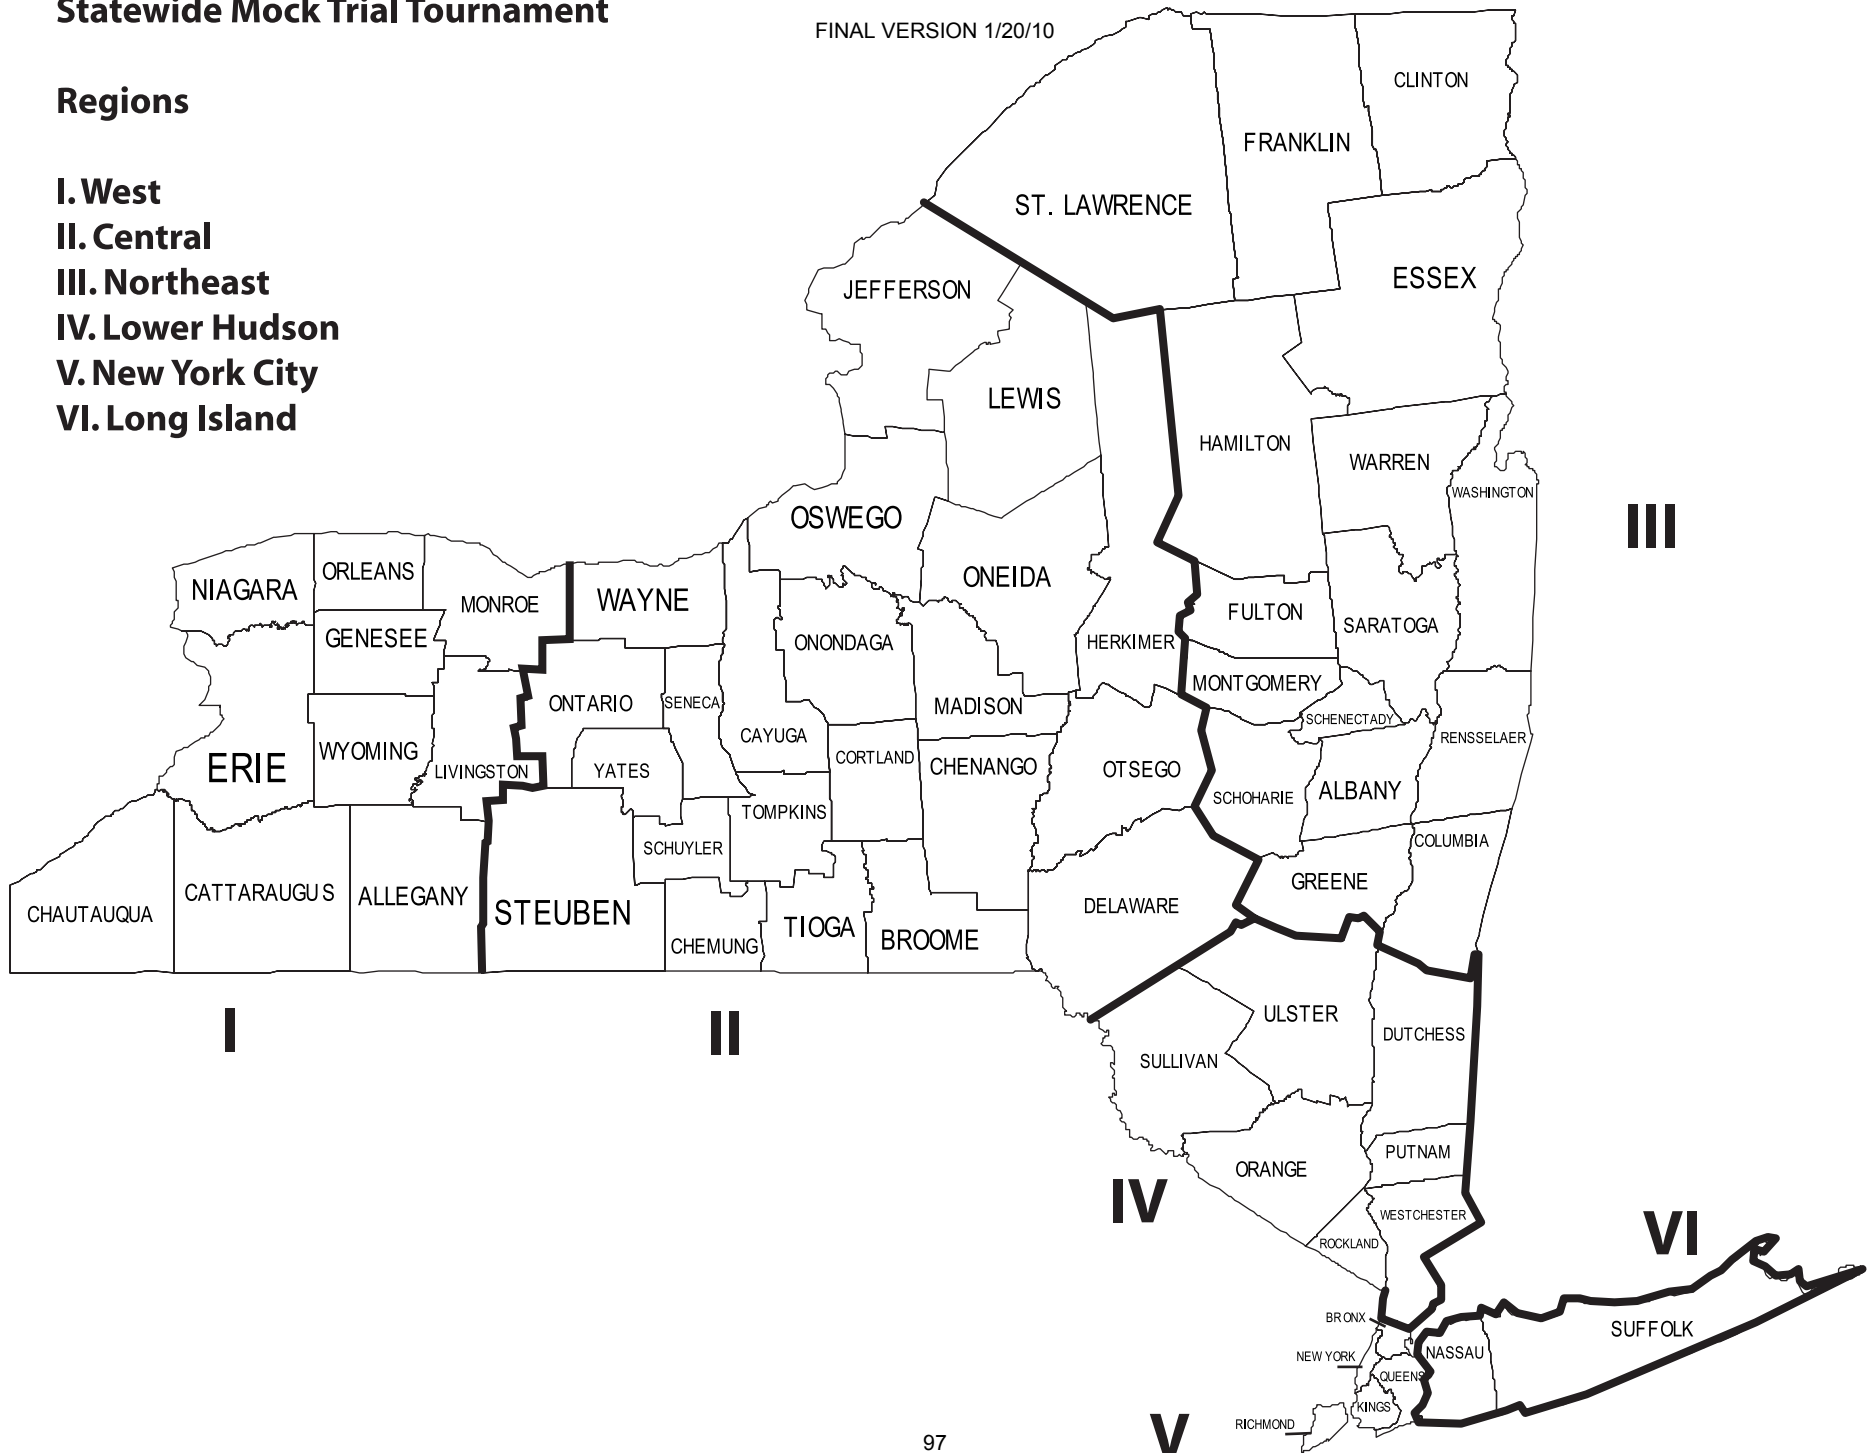 Statewide Mock Trial Tournament
FINAL VERSION 1/20/10
Regions
I. West
II. Central
III. Northeast
IV. Lower Hudson
V. New York City
VI. Long Island
CLINTON
FRANKLIN
ST. LAWRENCE
ESSEX
JEFFERSON
LEWIS
HAMILTON
WARREN
WASHINGTON
III
OSWEGO
ONEIDA
HERKIMER
FULTON
SARATOGA
NIAGARA
ORLEANS
MONROE
WAYNE
GENESEE
ONONDAGA
MADISON
MONTGOMERY
SCHENECTADY
RENSSELAER
ONTARIO
SENECA
CAYUGA
CORTLAND
CHENANGO
OTSEGO
SCHOHARIE
ALBANY
ERIE
WYOMING
LIVINGSTON
YATES
TOMPKINS
SCHUYLER
COLUMBIA
GREENE
DELAWARE
CHAUTAUQUA
CATTARAUGUS
ALLEGANY
STEUBEN
CHEMUNG
TIOGA
BROOME
I
II
ULSTER
DUTCHESS
SULLIVAN
PUTNAM
ORANGE
IV
WESTCHESTER
ROCKLAND
VI
BRONX
SUFFOLK
NEW YORK
NASSAU
QUEENS
KINGS
RICHMOND
V
97